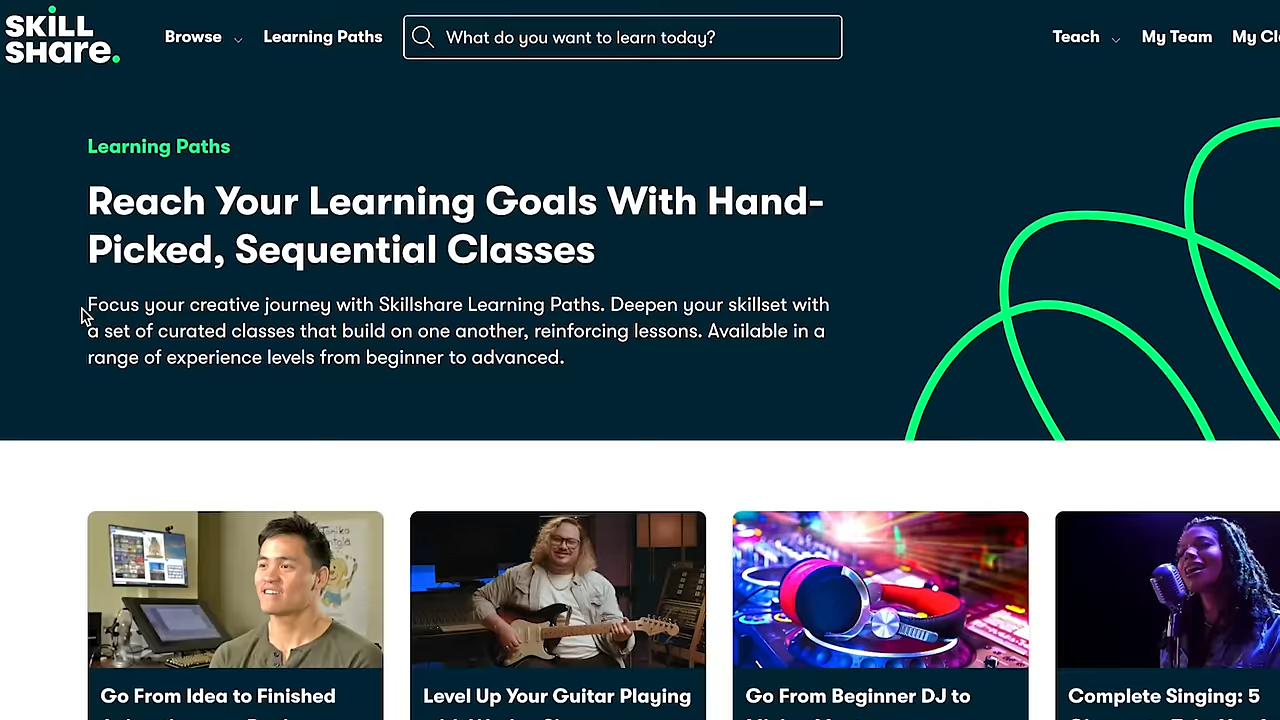 SKiLL
SHare.
Browse
Learning Paths
What do you want to learn today?
Teach
My Team
My Cl
Learning Paths
Reach Your Learning Goals With Hand-
Picked, Sequential Classes
Focus your creative journey with Skillshare Learning Paths. Deepen your skillset with
a set of curated classes that build on one another, reinforcing lessons. Available in a
range of experience levels from beginner to advanced.
Go From Idea to Finished
Level Up Your Guitar Playing
Go From Beginner DJ to
Complete Singing: 5